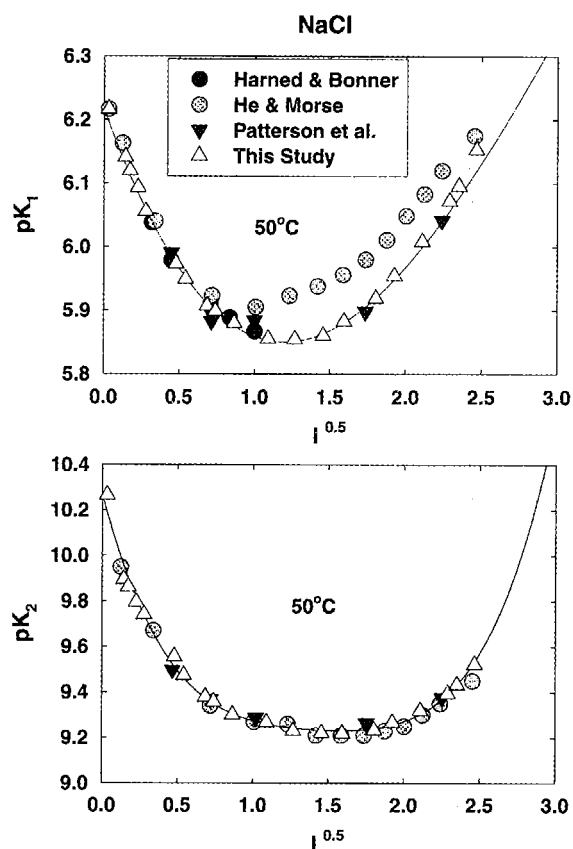 NaCl
6.3
6.2
6.1
6.0
5.9
5.8
pK1
Harned & Bonner
He & Morse
Patterson et al.
This Study
50°C
0.0 0.5 1.0 1.5 2.0 2.5 3.0
I^0.5
10.4
10.2
10.0
9.8
9.6
9.4
9.2
9.0
pK2
50°C
0.0 0.5 1.0 1.5 2.0 2.5 3.0
I^0.5